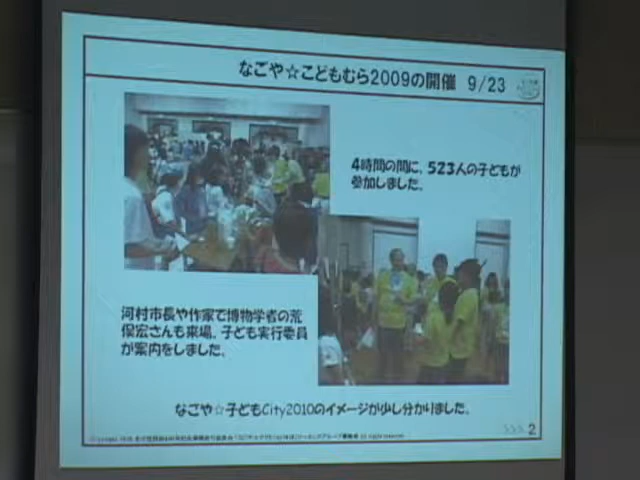 なごや☆こどもむら2009の開催 9/23
4時間の間に、523人の子どもが
参加しました。
河村市長や作家で博物学者の荒
俣宏さんも来場。子ども実行委員
が案内をしました。
なごや☆子どもCity2010のイメージが少し分かりました。
2